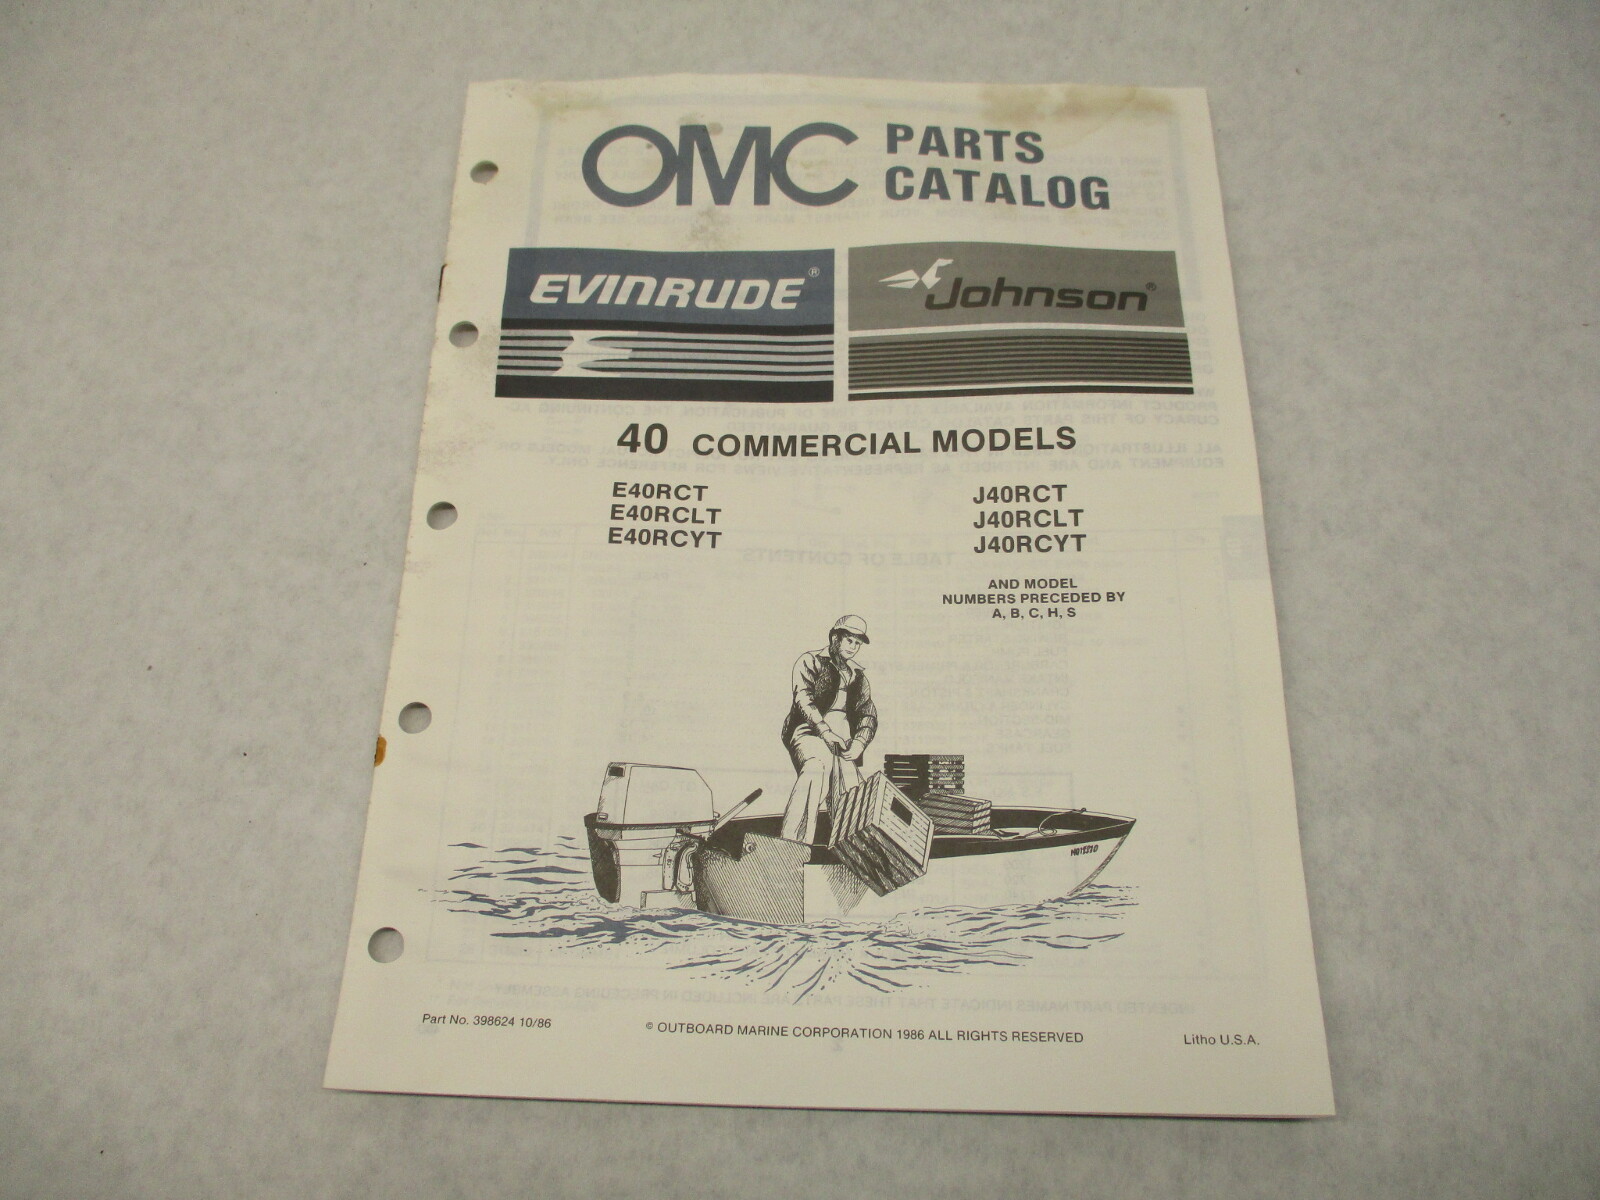 OMC PARTS
CATALOG
EVINRUDE®
Johnson®
40 COMMERCIAL MODELS
E40RCT
E40RCLT
E40RCYT
J40RCT
J40RCLT
J40RCYT
AND MODEL
NUMBERS PRECEDED BY
A, B, C, H, S
Part No. 398624 10/86
© OUTBOARD MARINE CORPORATION 1986 ALL RIGHTS RESERVED
Litho U.S.A.